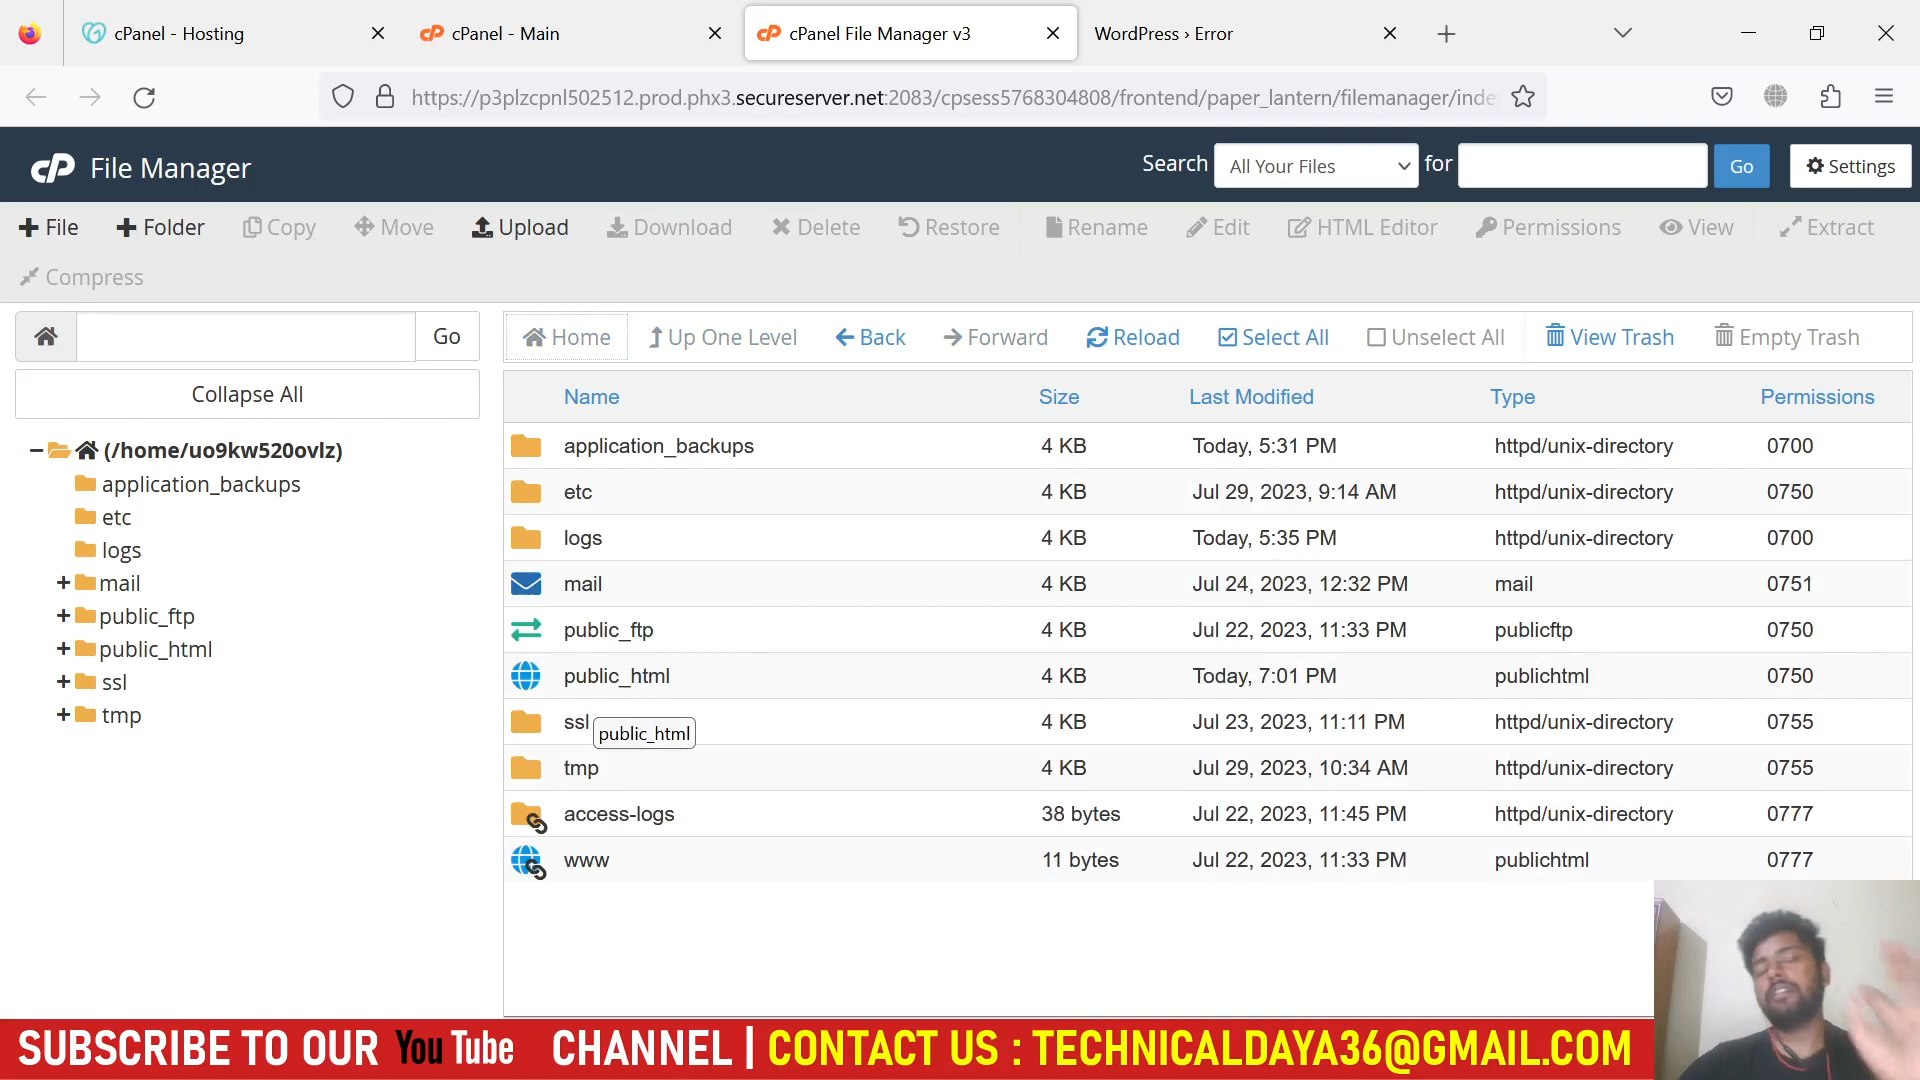 cPanel - Hosting
cPanel - Main
cPanel File Manager v3
WordPress › Error
https://p3plzcpnl502512.prod.phx3.secureserver.net:2083/cpsess5768304808/frontend/paper_lantern/filemanager/inde
cP File Manager
Search All Your Files for Go Settings
File Folder Copy Move Upload Download Delete Restore Rename Edit HTML Editor Permissions View Extract
Compress
Go
Home Up One Level Back Forward Reload Select All Unselect All View Trash Empty Trash
Collapse All
(/home/uo9kw520ovlz)
application_backups
etc
logs
mail
public_ftp
public_html
ssl
tmp
Name Size Last Modified Type Permissions
application_backups 4 KB Today, 5:31 PM httpd/unix-directory 0700
etc 4 KB Jul 29, 2023, 9:14 AM httpd/unix-directory 0750
logs 4 KB Today, 5:35 PM httpd/unix-directory 0700
mail 4 KB Jul 24, 2023, 12:32 PM mail 0751
public_ftp 4 KB Jul 22, 2023, 11:33 PM publicftp 0750
public_html 4 KB Today, 7:01 PM publichtml 0750
ssl 4 KB Jul 23, 2023, 11:11 PM httpd/unix-directory 0755
public_html
tmp 4 KB Jul 29, 2023, 10:34 AM httpd/unix-directory 0755
access-logs 38 bytes Jul 22, 2023, 11:45 PM httpd/unix-directory 0777
www 11 bytes Jul 22, 2023, 11:33 PM publichtml 0777
SUBSCRIBE TO OUR YouTube CHANNEL | CONTACT US : TECHNICALDAYA36@GMAIL.COM